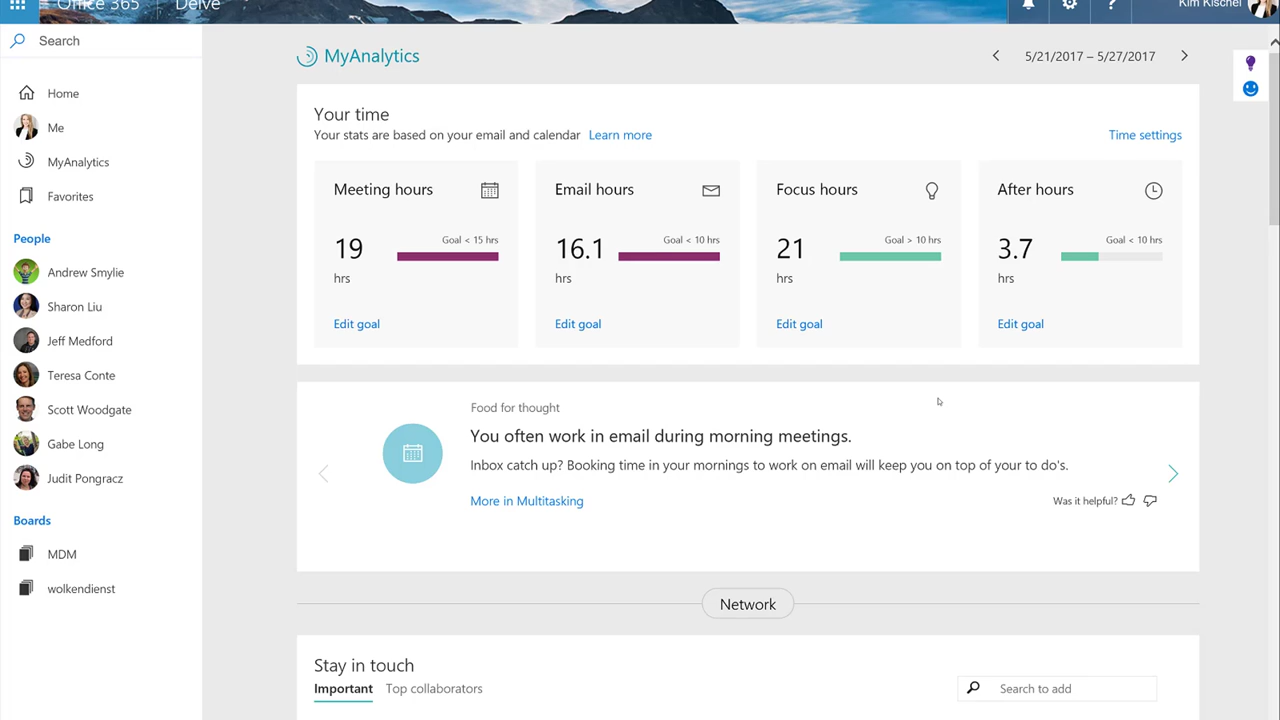 Office 365 Delve Kim Kischel
Search
Home
Me
MyAnalytics
Favorites
People
Andrew Smylie
Sharon Liu
Jeff Medford
Teresa Conte
Scott Woodgate
Gabe Long
Judit Pongracz
Boards
MDM
wolkendienst
MyAnalytics
5/21/2017 – 5/27/2017
Your time
Your stats are based on your email and calendar Learn more
Time settings
Meeting hours
19
hrs
Goal < 15 hrs
Edit goal
Email hours
16.1
hrs
Goal < 10 hrs
Edit goal
Focus hours
21
hrs
Goal > 10 hrs
Edit goal
After hours
3.7
hrs
Goal < 10 hrs
Edit goal
Food for thought
You often work in email during morning meetings.
Inbox catch up? Booking time in your mornings to work on email will keep you on top of your to do's.
More in Multitasking
Was it helpful?
Network
Stay in touch
Important Top collaborators
Search to add